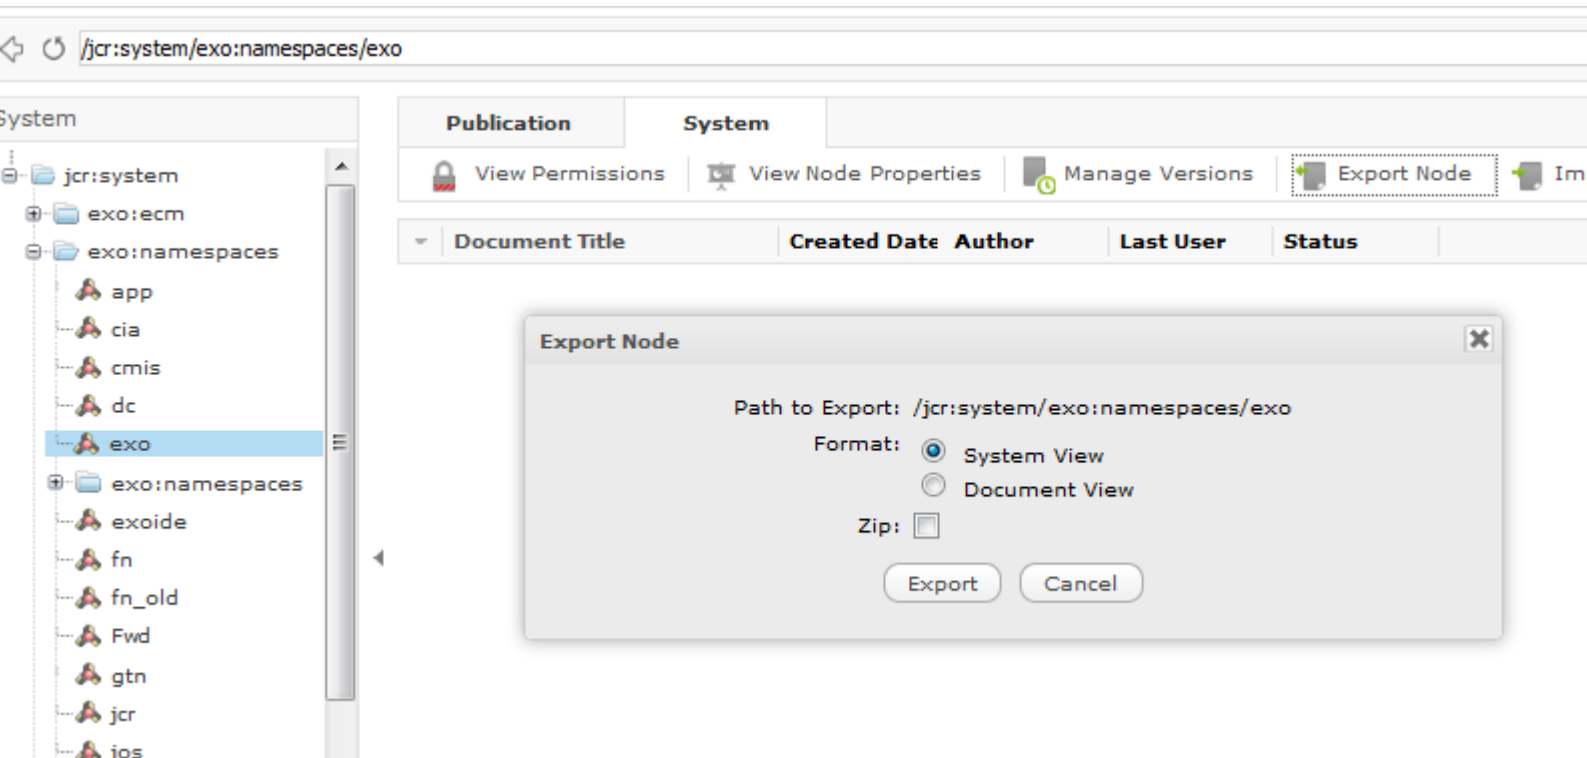 /jcr:system/exo:namespaces/exo
System
Publication System
View Permissions View Node Properties Manage Versions Export Node Im
Document Title Created Date Author Last User Status
jcr:system
exo:ecm
exo:namespaces
app
cia
cmis
dc
exo
exo:namespaces
exoide
fn
fn_old
Fwd
gtn
jcr
jos
Export Node
Path to Export: /jcr:system/exo:namespaces/exo
Format: System View
Document View
Zip:
Export Cancel